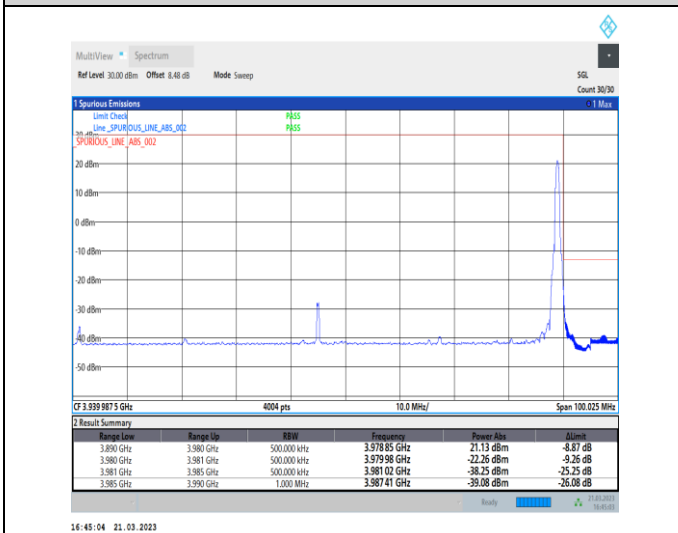 MultiView Spectrum
Ref Level 30.00 dBm Offset 8.48 dB Mode Sweep SGL
Count 30/30
1 Spurious Emissions 1 Max
Limit Check PASS
Line _SPURIOUS_LINE_ABS_002 PASS
_SPURIOUS_LINE_ABS_002
20 dBm
10 dBm
0 dBm
-10 dBm
-20 dBm
-30 dBm
-40 dBm
-50 dBm
CF 3.939 987 5 GHz 4004 pts 10.0 MHz/ Span 100.025 MHz
2 Result Summary
Range Low Range Up RBW Frequency Power Abs ΔLimit
3.890 GHz 3.980 GHz 500.000 kHz 3.978 85 GHz 21.13 dBm -8.87 dB
3.980 GHz 3.981 GHz 500.000 kHz 3.979 98 GHz -22.26 dBm -9.26 dB
3.981 GHz 3.985 GHz 500.000 kHz 3.981 02 GHz -38.25 dBm -25.25 dB
3.985 GHz 3.990 GHz 1.000 MHz 3.987 41 GHz -39.08 dBm -26.08 dB
Ready 21.03.2023
16:45:03
16:45:04 21.03.2023